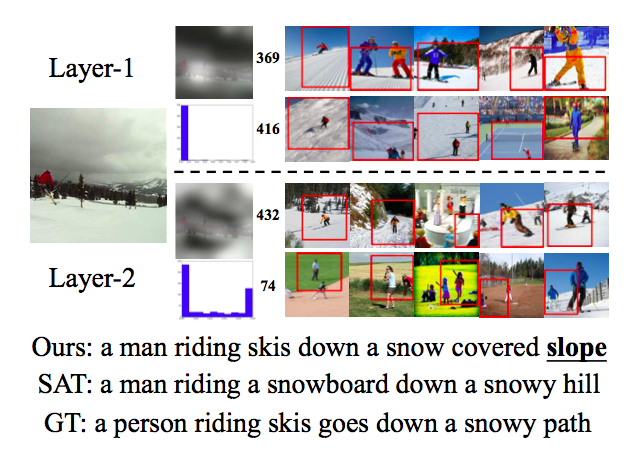 Layer-1
369
416
432
Layer-2
74
Ours: a man riding skis down a snow covered slope
SAT: a man riding a snowboard down a snowy hill
GT: a person riding skis goes down a snowy path